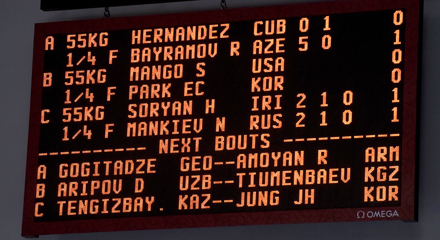 A 55KG HERNANDEZ CUB 0 1 0
1/4 F BAYRAMOV R AZE 5 0 0
B 55KG MANGO S USA 0
1/4 F PARK EC KOR 0
C 55KG SORYAN H IRI 2 1 0 1
1/4 F MANKIEV N RUS 2 1 0 1
---------- NEXT BOUTS -----------
A GOGITADZE GEO--AMOYAN R ARM
B ARIPOV D UZB--TIUMENBAEV KGZ
C TENGIZBAY. KAZ--JUNG JH KOR
Ω OMEGA